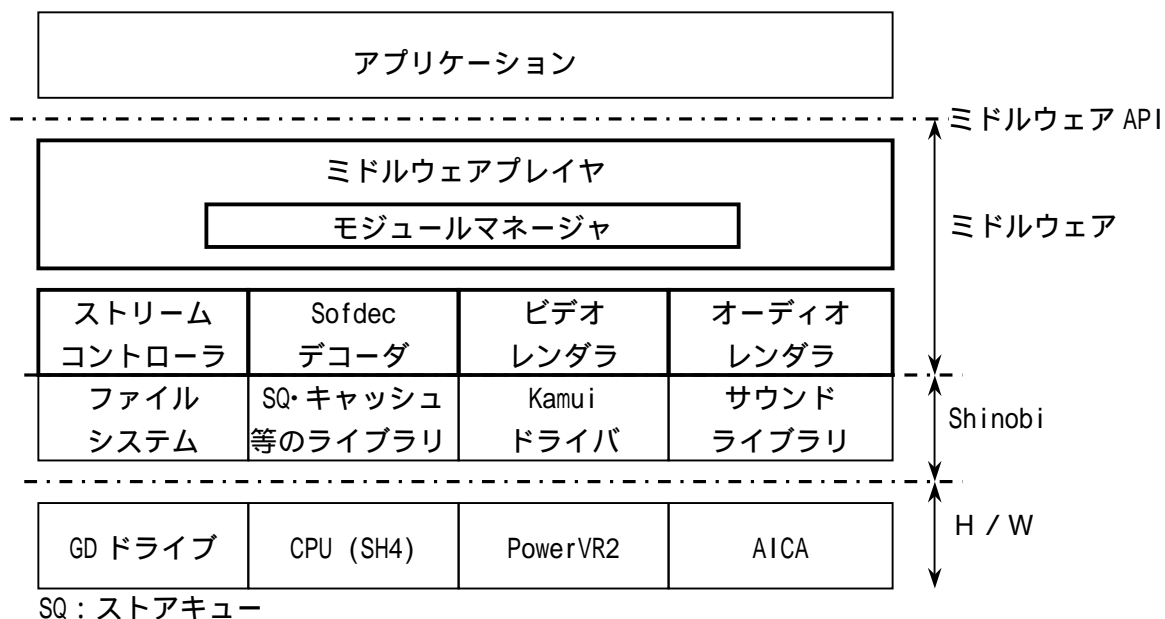 アプリケーション
ミドルウェア API
ミドルウェアプレイヤ
モジュールマネージャ
ミドルウェア
ストリーム
コントローラ
Sofdec
デコーダ
ビデオ
レンダラ
オーディオ
レンダラ
ファイル
システム
SQ・キャッシュ
等のライブラリ
Kamui
ドライバ
サウンド
ライブラリ
Shinobi
GD ドライブ
CPU (SH4)
PowerVR2
AICA
H / W
SQ：ストアキュー